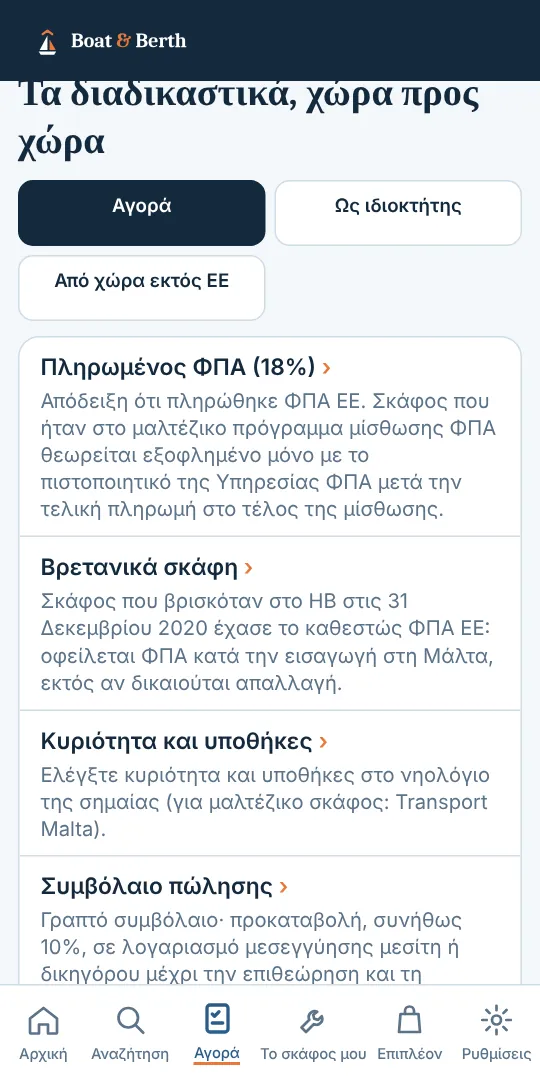 Boat & Berth
Τα διαδικαστικά, χώρα προς
χώρα
Αγορά
Ως ιδιοκτήτης
Από χώρα εκτός ΕΕ
Πληρωμένος ΦΠΑ (18%) ›
Απόδειξη ότι πληρώθηκε ΦΠΑ ΕΕ. Σκάφος που
ήταν στο μαλτέζικο πρόγραμμα μίσθωσης ΦΠΑ
θεωρείται εξοφλημένο μόνο με το
πιστοποιητικό της Υπηρεσίας ΦΠΑ μετά την
τελική πληρωμή στο τέλος της μίσθωσης.
Βρετανικά σκάφη ›
Σκάφος που βρισκόταν στο ΗΒ στις 31
Δεκεμβρίου 2020 έχασε το καθεστώς ΦΠΑ ΕΕ:
οφείλεται ΦΠΑ κατά την εισαγωγή στη Μάλτα,
εκτός αν δικαιούται απαλλαγή.
Κυριότητα και υποθήκες ›
Ελέγξτε κυριότητα και υποθήκες στο νηολόγιο
της σημαίας (για μαλτέζικο σκάφος: Transport
Malta).
Συμβόλαιο πώλησης ›
Γραπτό συμβόλαιο· προκαταβολή, συνήθως
10%, σε λογαριασμό μεσεγγύησης μεσίτη ή
δικηγόρου μέχρι την επιθεώρηση και τη
Αρχική
Αναζήτηση
Αγορά
Το σκάφος μου
Επιπλέον
Ρυθμίσεις